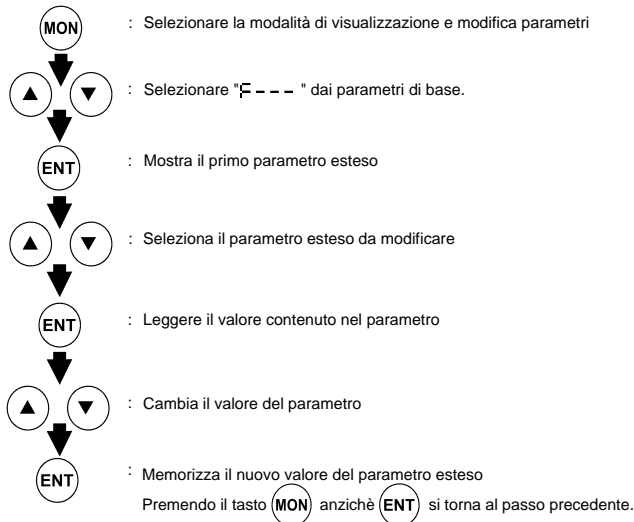 MON : Selezionare la modalità di visualizzazione e modifica parametri
▲ ▼ : Selezionare "F - - - " dai parametri di base.
ENT : Mostra il primo parametro esteso
▲ ▼ : Seleziona il parametro esteso da modificare
ENT : Leggere il valore contenuto nel parametro
▲ ▼ : Cambia il valore del parametro
ENT : Memorizza il nuovo valore del parametro esteso
Premendo il tasto MON anzichè ENT si torna al passo precedente.